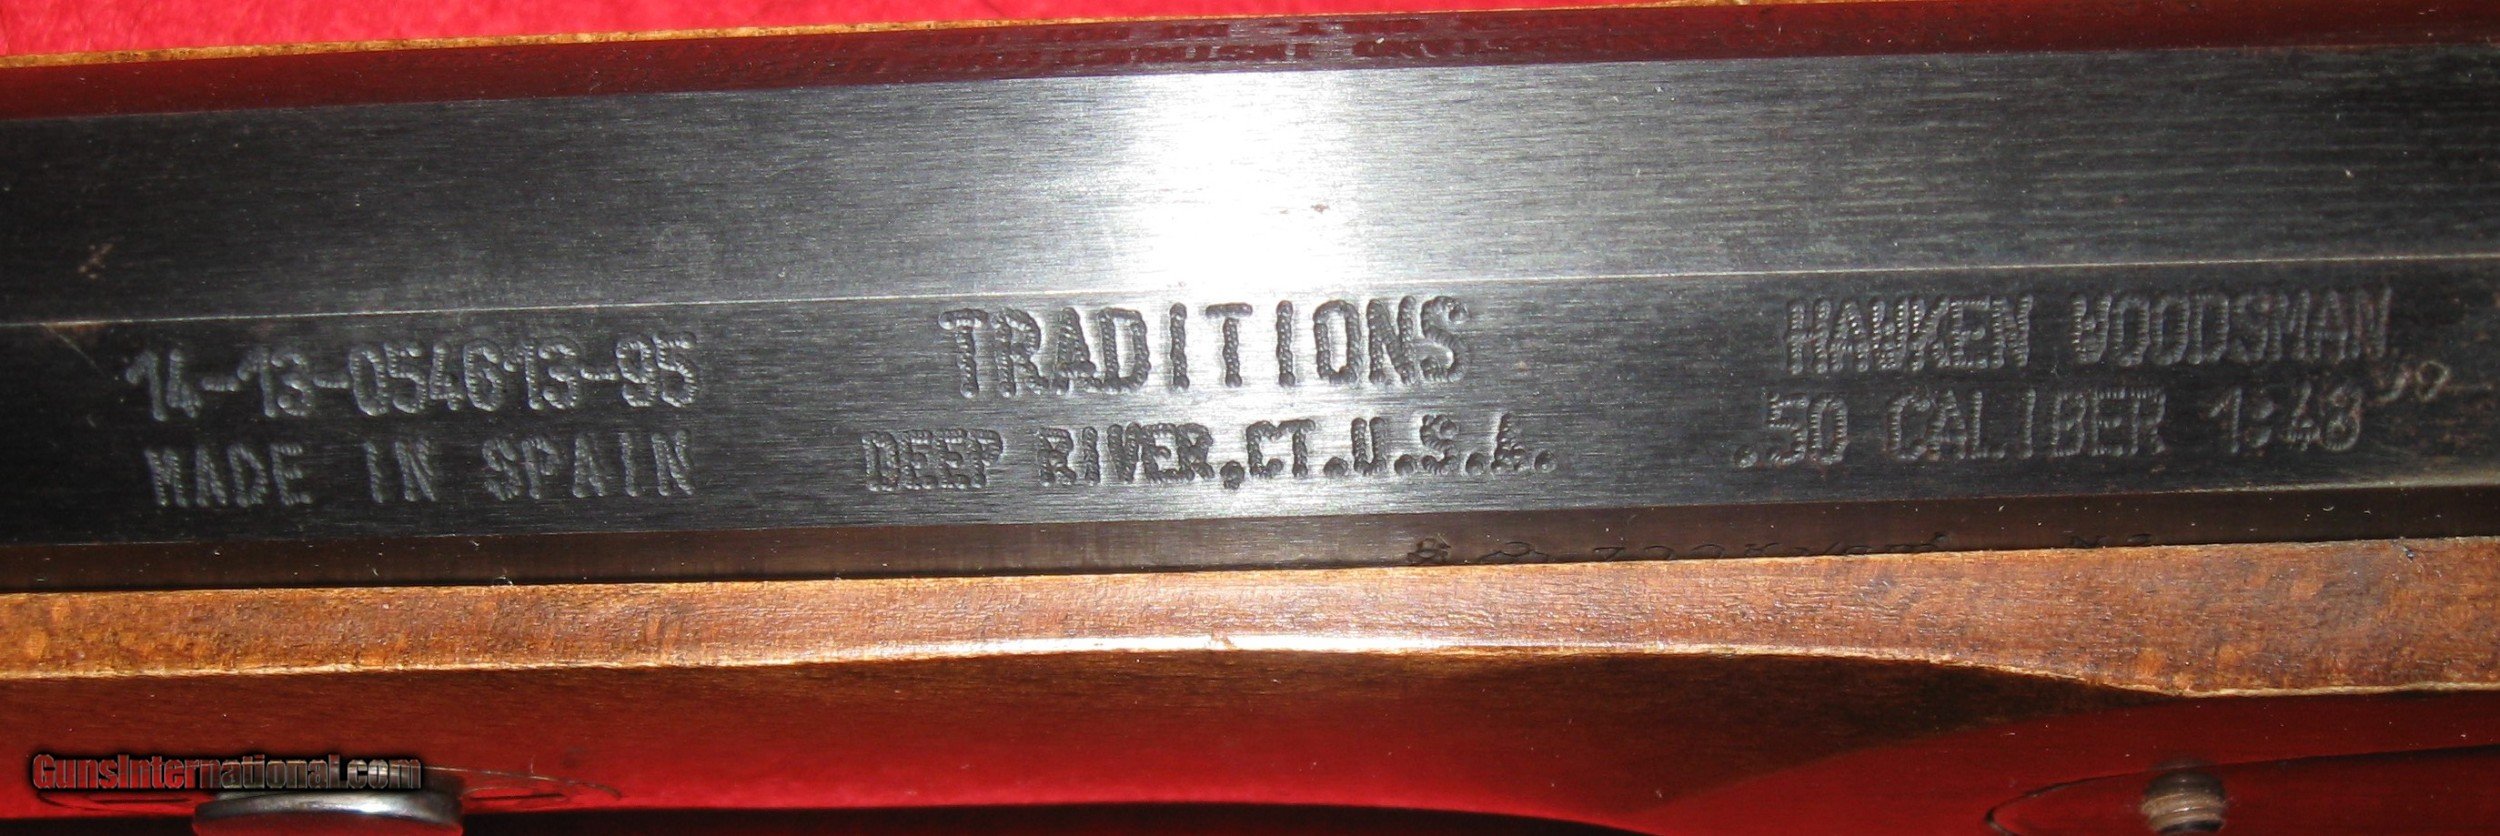 14-13-054613-95
MADE IN SPAIN
TRADITIONS
DEEP RIVER,CT.U.S.A.
HAWKEN WOODSMAN
.50 CALIBER 1:48
GunsInternational.com